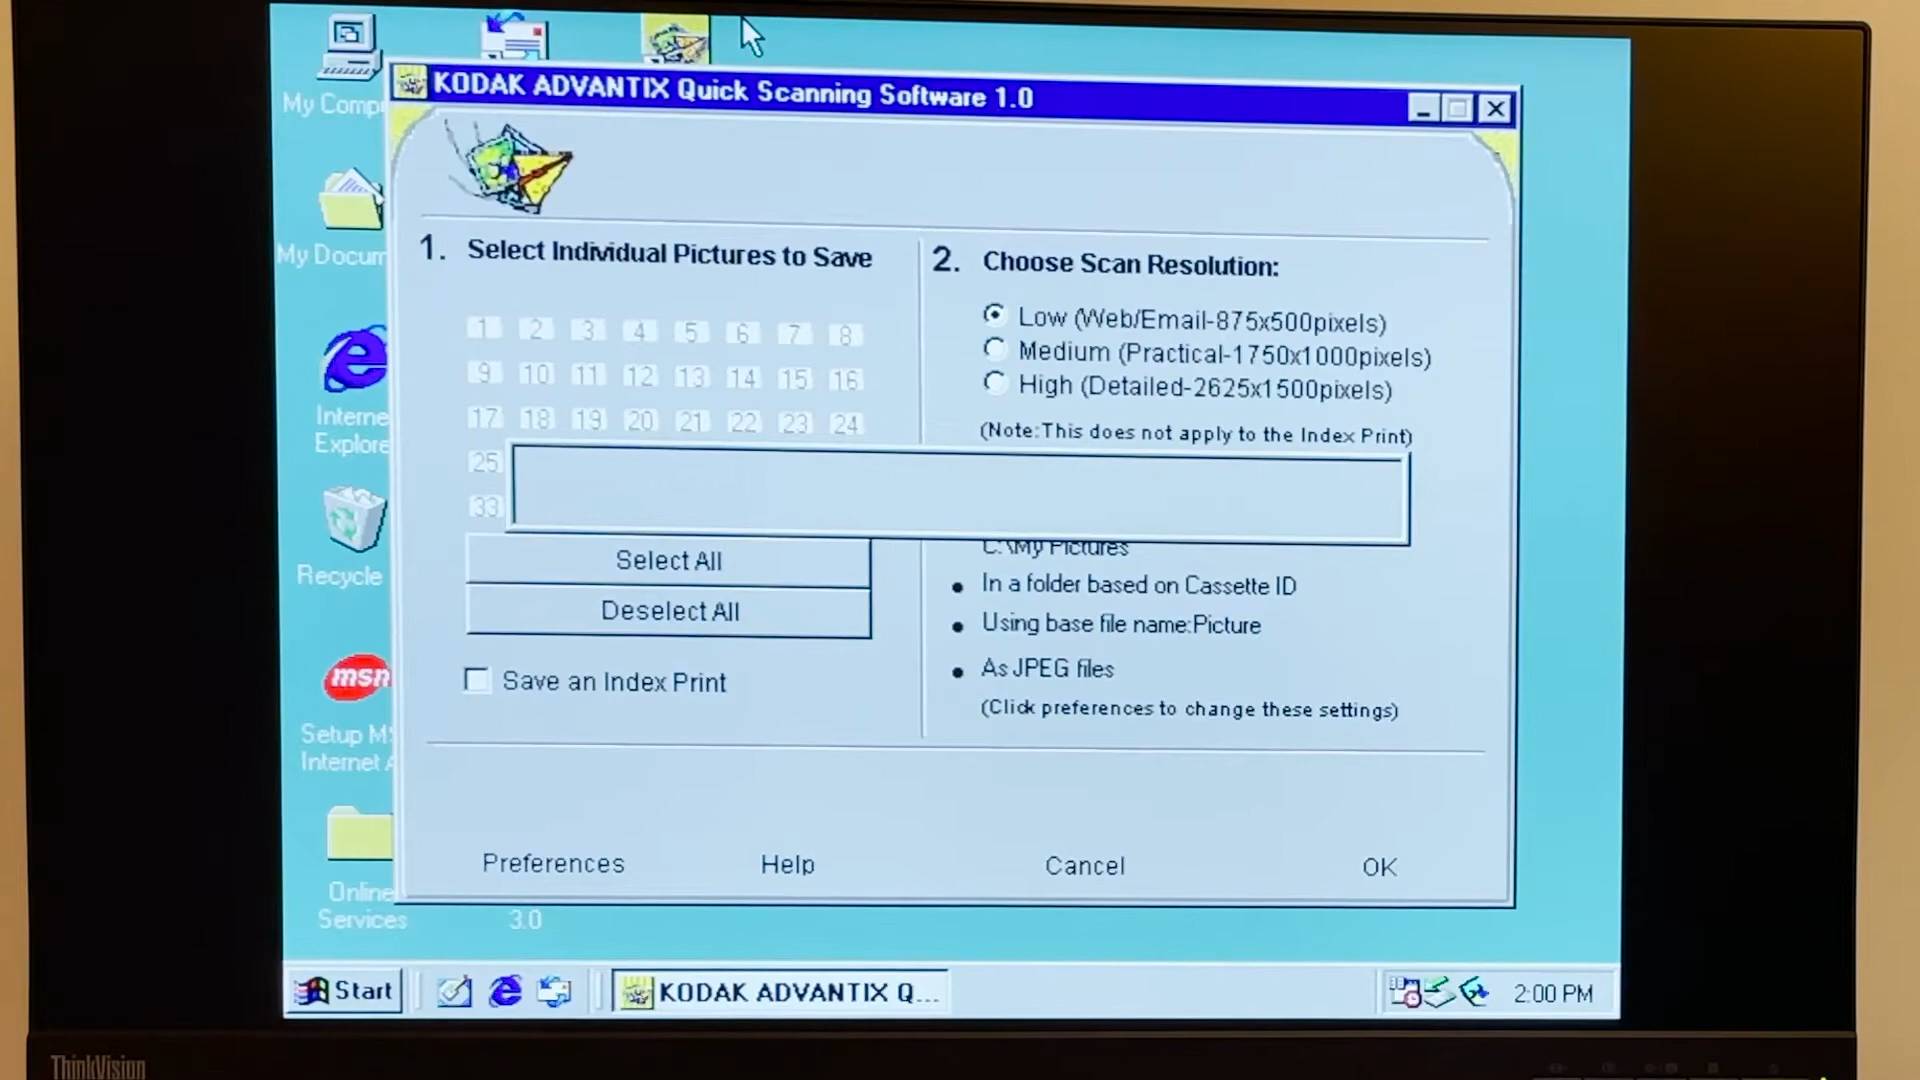 My Comp
KODAK ADVANTIX Quick Scanning Software 1.0
My Docum
Interne
Explore
Recycle
msn
Setup MS
Internet A
Online
Services
3.0
1. Select Individual Pictures to Save
1 2 3 4 5 6 7 8
9 10 11 12 13 14 15 16
17 18 19 20 21 22 23 24
25
33
Select All
Deselect All
Save an Index Print
2. Choose Scan Resolution:
Low (Web/Email-875x500pixels)
Medium (Practical-1750x1000pixels)
High (Detailed-2625x1500pixels)
(Note:This does not apply to the Index Print)
C:\My Pictures
• In a folder based on Cassette ID
• Using base file name:Picture
• As JPEG files
(Click preferences to change these settings)
Preferences Help Cancel OK
Start KODAK ADVANTIX Q... 2:00 PM
ThinkVision